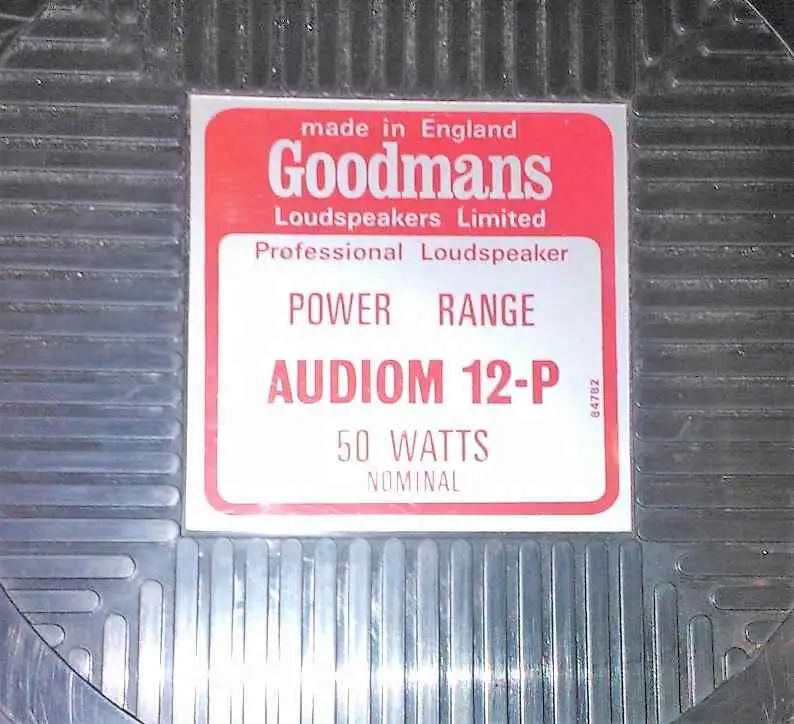 made in England
Goodmans
Loudspeakers Limited
Professional Loudspeaker
POWER RANGE
AUDIOM 12-P
50 WATTS
NOMINAL
84782